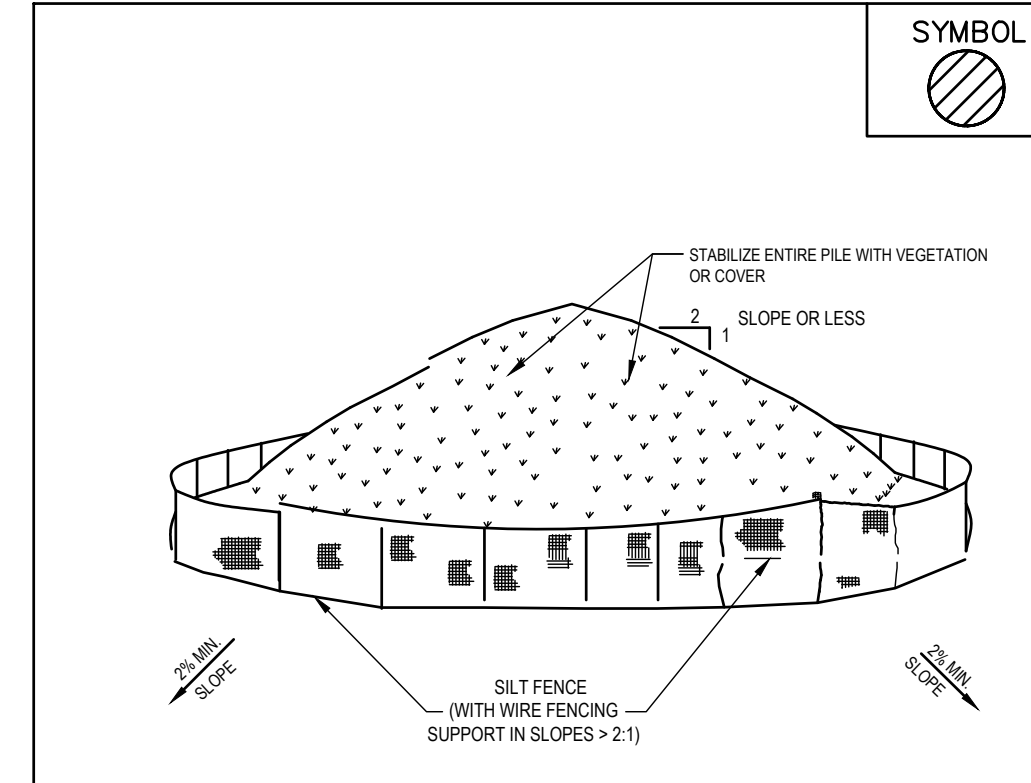 SYMBOL
STABILIZE ENTIRE PILE WITH VEGETATION
OR COVER
2
1
SLOPE OR LESS
2% MIN.
SLOPE
2% MIN.
SLOPE
SILT FENCE
(WITH WIRE FENCING
SUPPORT IN SLOPES > 2:1)